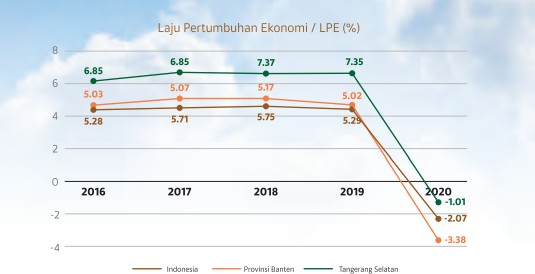 Laju Pertumbuhan Ekonomi / LPE (%)
8
6.85 6.85 7.37 7.35
6
5.03 5.07 5.17 5.02
4
5.28 5.71 5.75 5.29
2
0
2016 2017 2018 2019 2020
-1.01
-2
-2.07
-3.38
-4
Indonesia Provinsi Banten Tangerang Selatan